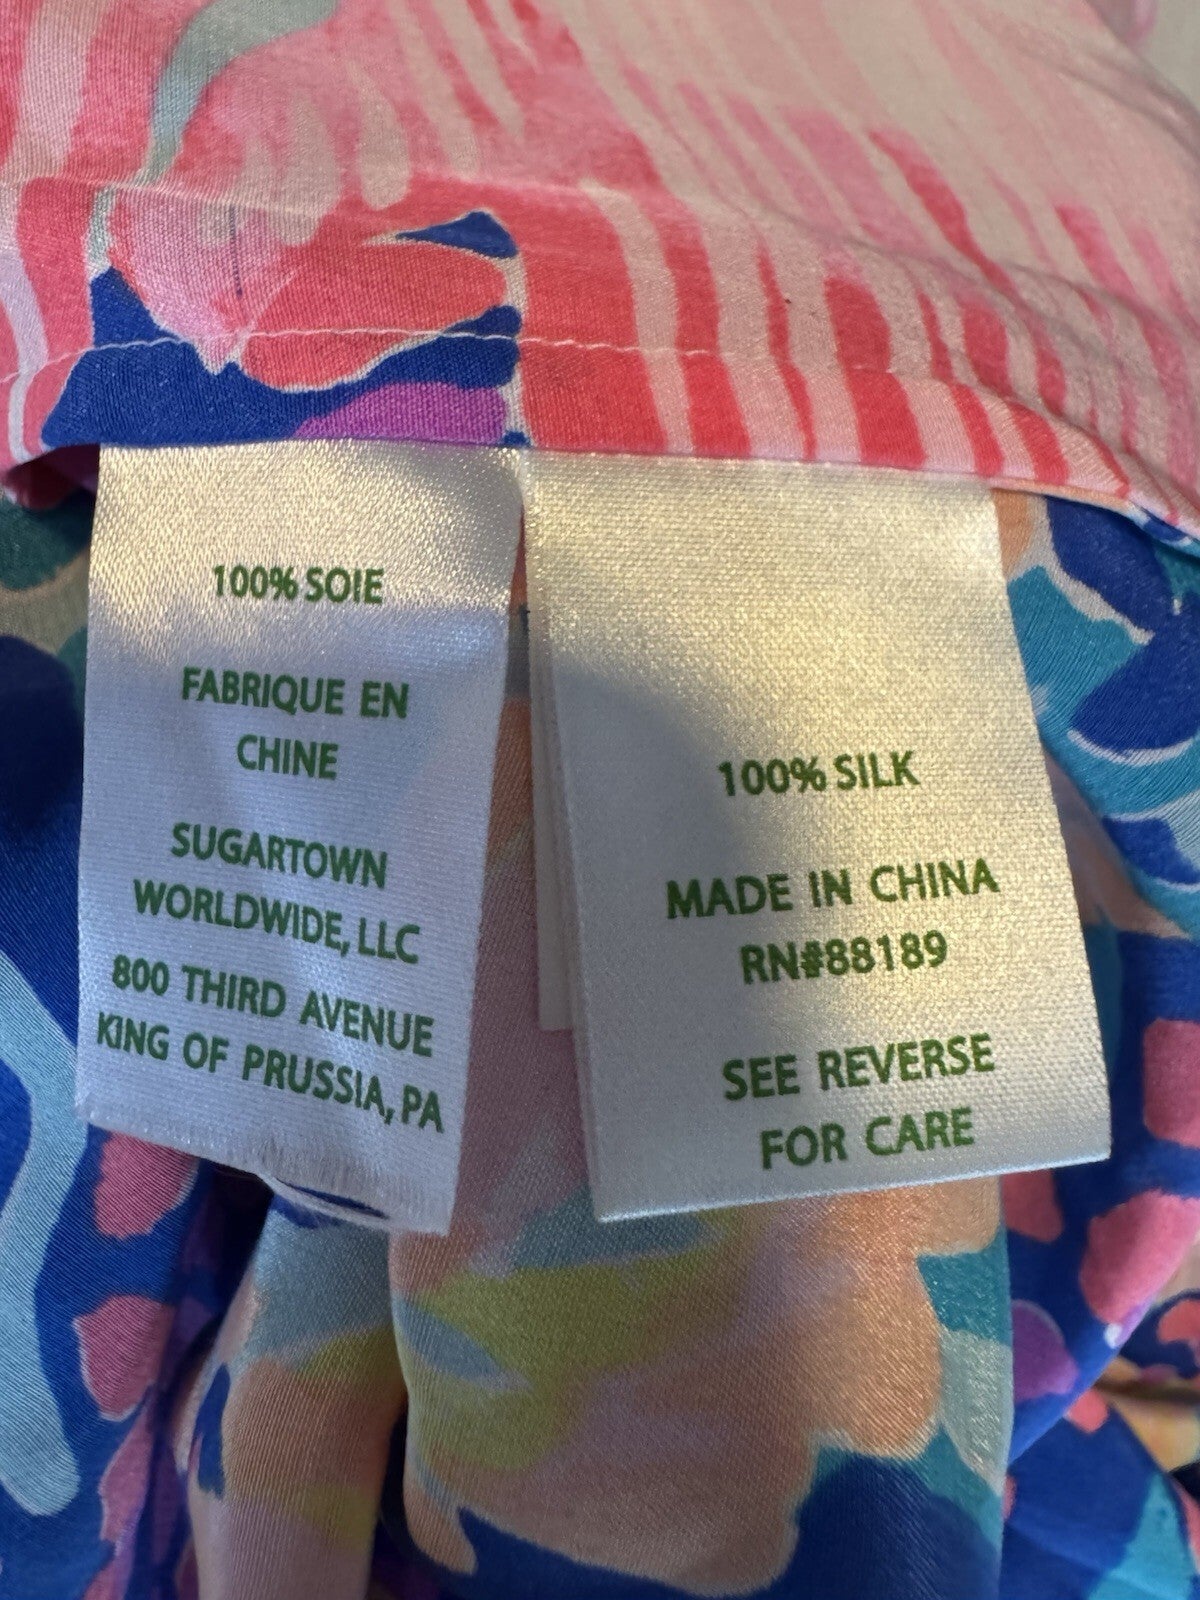 100% SOIE
FABRIQUE EN
CHINE
SUGARTOWN
WORLDWIDE, LLC
800 THIRD AVENUE
KING OF PRUSSIA, PA
100% SILK
MADE IN CHINA
RN#88189
SEE REVERSE
FOR CARE